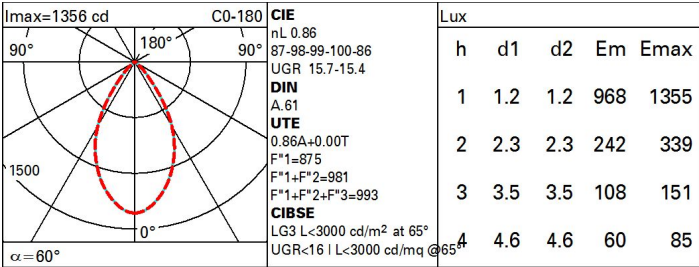 Imax=1356 cd C0-180
90° 180° 90°
1500
0°
α=60°
CIE
nL 0.86
87-98-99-100-86
UGR 15.7-15.4
DIN
A.61
UTE
0.86A+0.00T
F"1=875
F"1+F"2=981
F"1+F"2+F"3=993
CIBSE
LG3 L<3000 cd/m² at 65°
UGR<16 | L<3000 cd/mq @65°
Lux
h d1 d2 Em Emax
1 1.2 1.2 968 1355
2 2.3 2.3 242 339
3 3.5 3.5 108 151
4 4.6 4.6 60 85